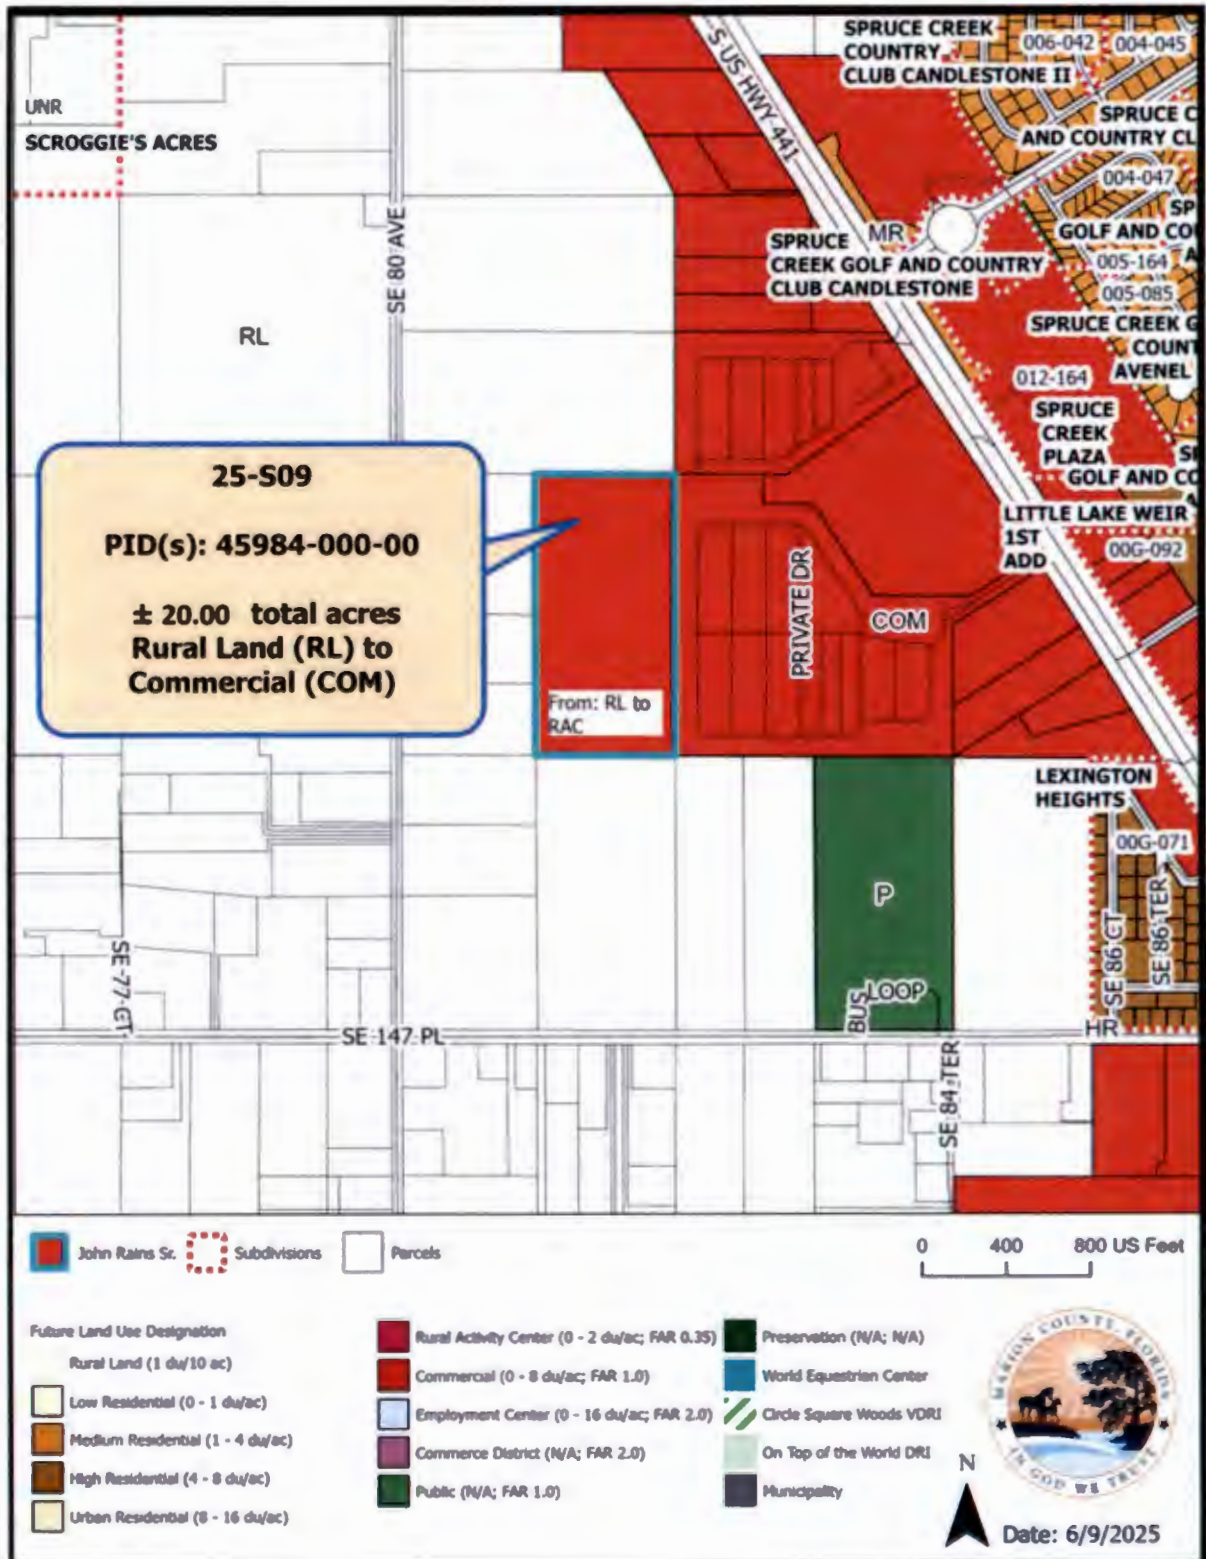 UNR
SCROGGIE'S ACRES
SE 80 AVE
RL
S US HWY 441
SPRUCE CREEK
COUNTRY
CLUB CANDLESTONE II
006-042
004-045
SPRUCE C
AND COUNTRY CL
004-047
SP
GOLF AND CO
A
005-164
005-085
SPRUCE
CREEK GOLF AND COUNTRY
CLUB CANDLESTONE
MR
SPRUCE CREEK G
COUNT
AVENEL
012-164
SPRUCE
CREEK
PLAZA
GOLF AND CO
LITTLE LAKE WEIR
1ST
ADD
00G-092
25-S09
PID(s): 45984-000-00
± 20.00 total acres
Rural Land (RL) to
Commercial (COM)
From: RL to
RAC
PRIVATE DR
COM
LEXINGTON
HEIGHTS
00G-071
P
BUS LOOP
SE 86 CT
SE 86 TER
HR
SE 77 CT
SE 147 PL
SE 84 TER
John Rains Sr.
Subdivisions
Parcels
0 400 800 US Feet
Future Land Use Designation
Rural Land (1 du/10 ac)
Low Residential (0 - 1 du/ac)
Medium Residential (1 - 4 du/ac)
High Residential (4 - 8 du/ac)
Urban Residential (8 - 16 du/ac)
Rural Activity Center (0 - 2 du/ac; FAR 0.35)
Commercial (0 - 8 du/ac; FAR 1.0)
Employment Center (0 - 16 du/ac; FAR 2.0)
Commerce District (N/A; FAR 2.0)
Public (N/A; FAR 1.0)
Preservation (N/A; N/A)
World Equestrian Center
Circle Square Woods VDRI
On Top of the World DRI
Municipality
N
MARION COUNTY, FLORIDA
IN GOD WE TRUST
Date: 6/9/2025